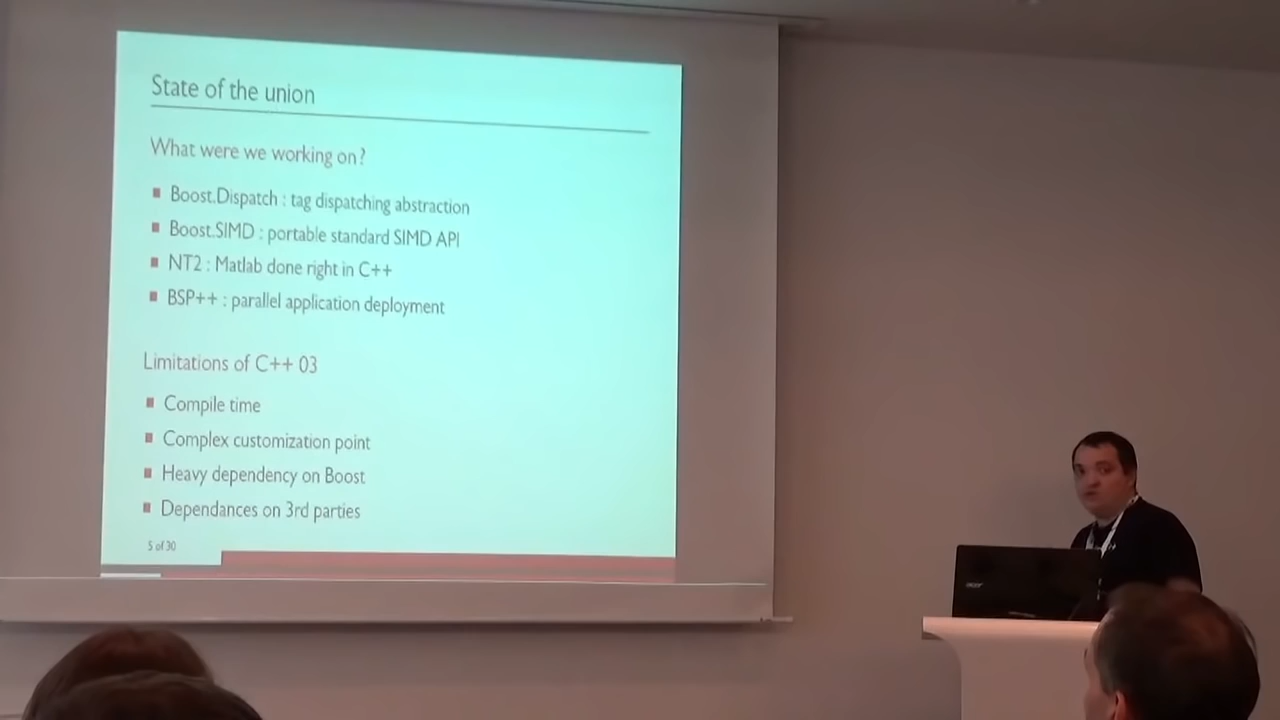 State of the union
What were we working on?
Boost.Dispatch : tag dispatching abstraction
Boost.SIMD : portable standard SIMD API
NT2 : Matlab done right in C++
BSP++ : parallel application deployment
Limitations of C++ 03
Compile time
Complex customization point
Heavy dependency on Boost
Dependances on 3rd parties
5 of 30
acer